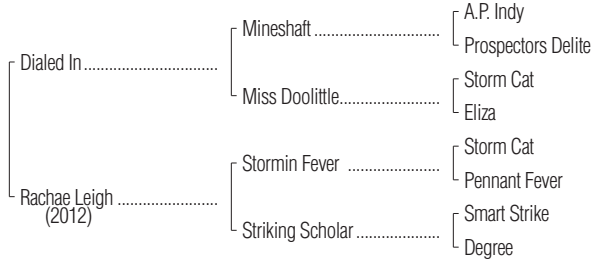 A.P. Indy
Mineshaft
Prospectors Delite
Dialed In
Storm Cat
Miss Doolittle
Eliza
Storm Cat
Stormin Fever
Pennant Fever
Rachae Leigh
(2012)
Smart Strike
Striking Scholar
Degree